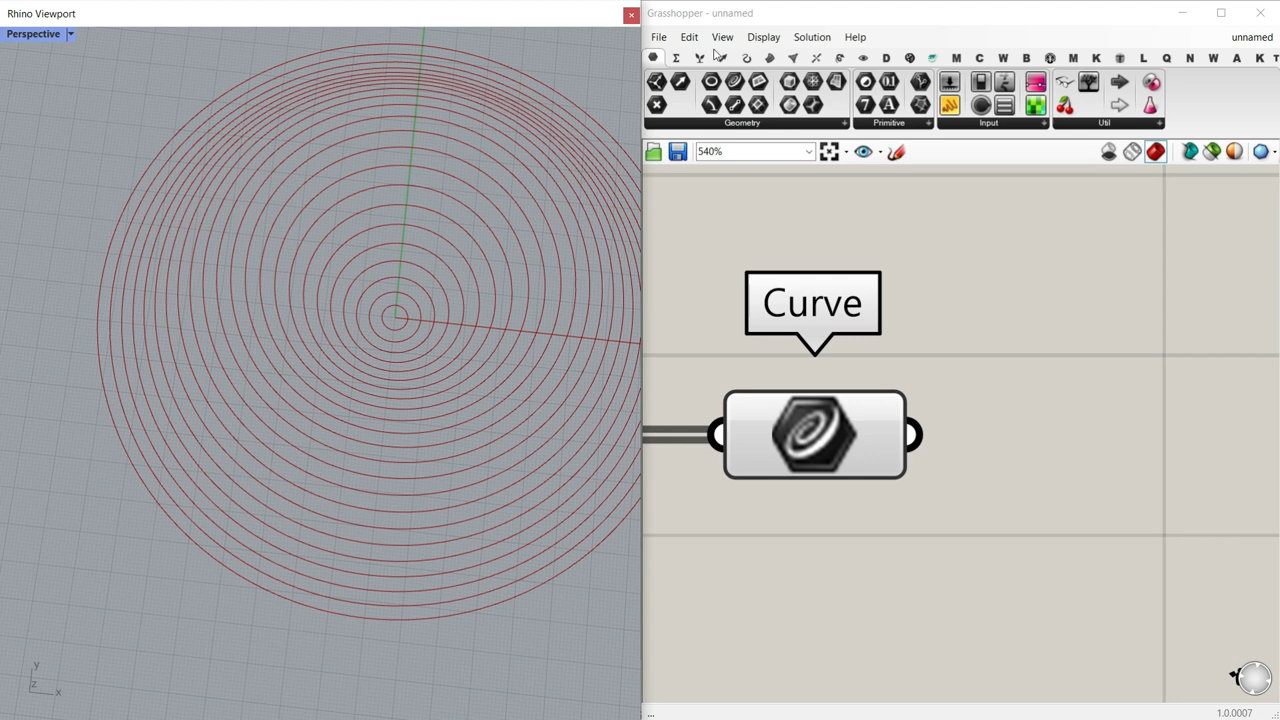 Rhino Viewport
Perspective
y
z x
Grasshopper - unnamed
File Edit View Display Solution Help unnamed
D M C W B M K L Q N W A K T
Geometry Primitive Input Util
540%
Curve
...
1.0.0007